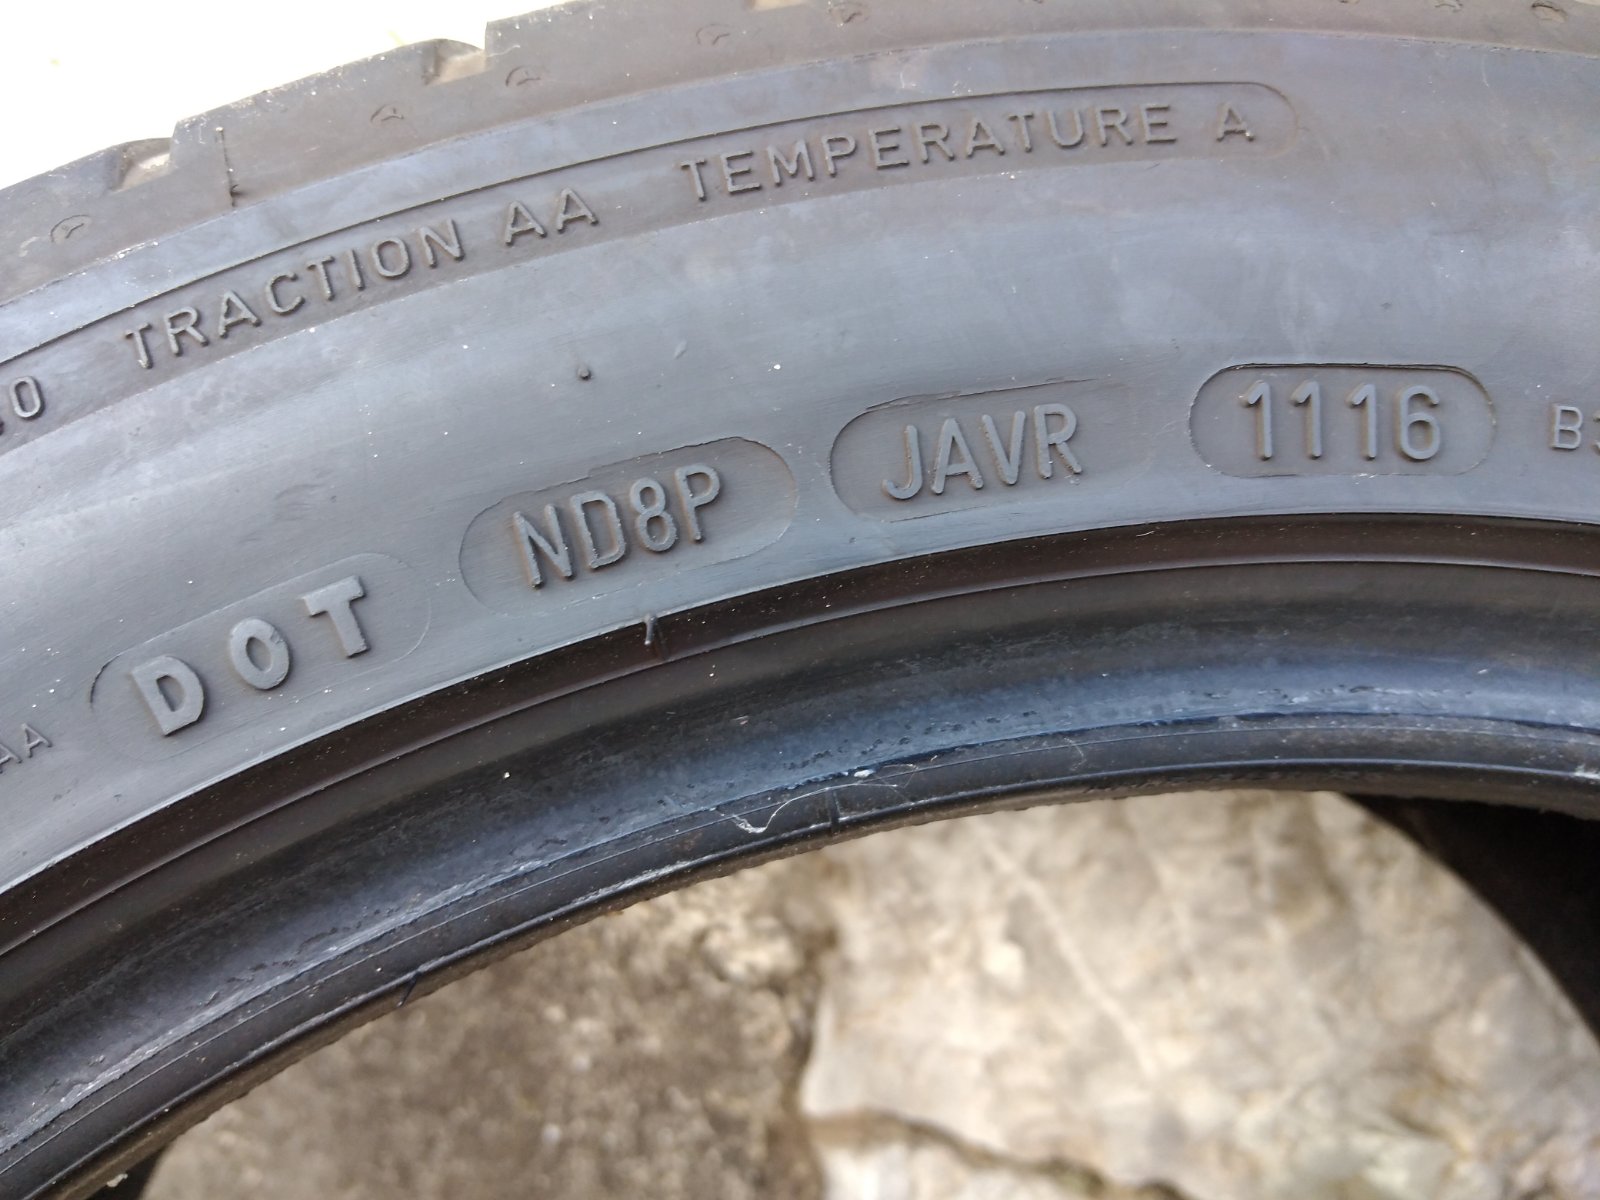 TRACTION AA TEMPERATURE A
DOT ND8P JAVR 1116